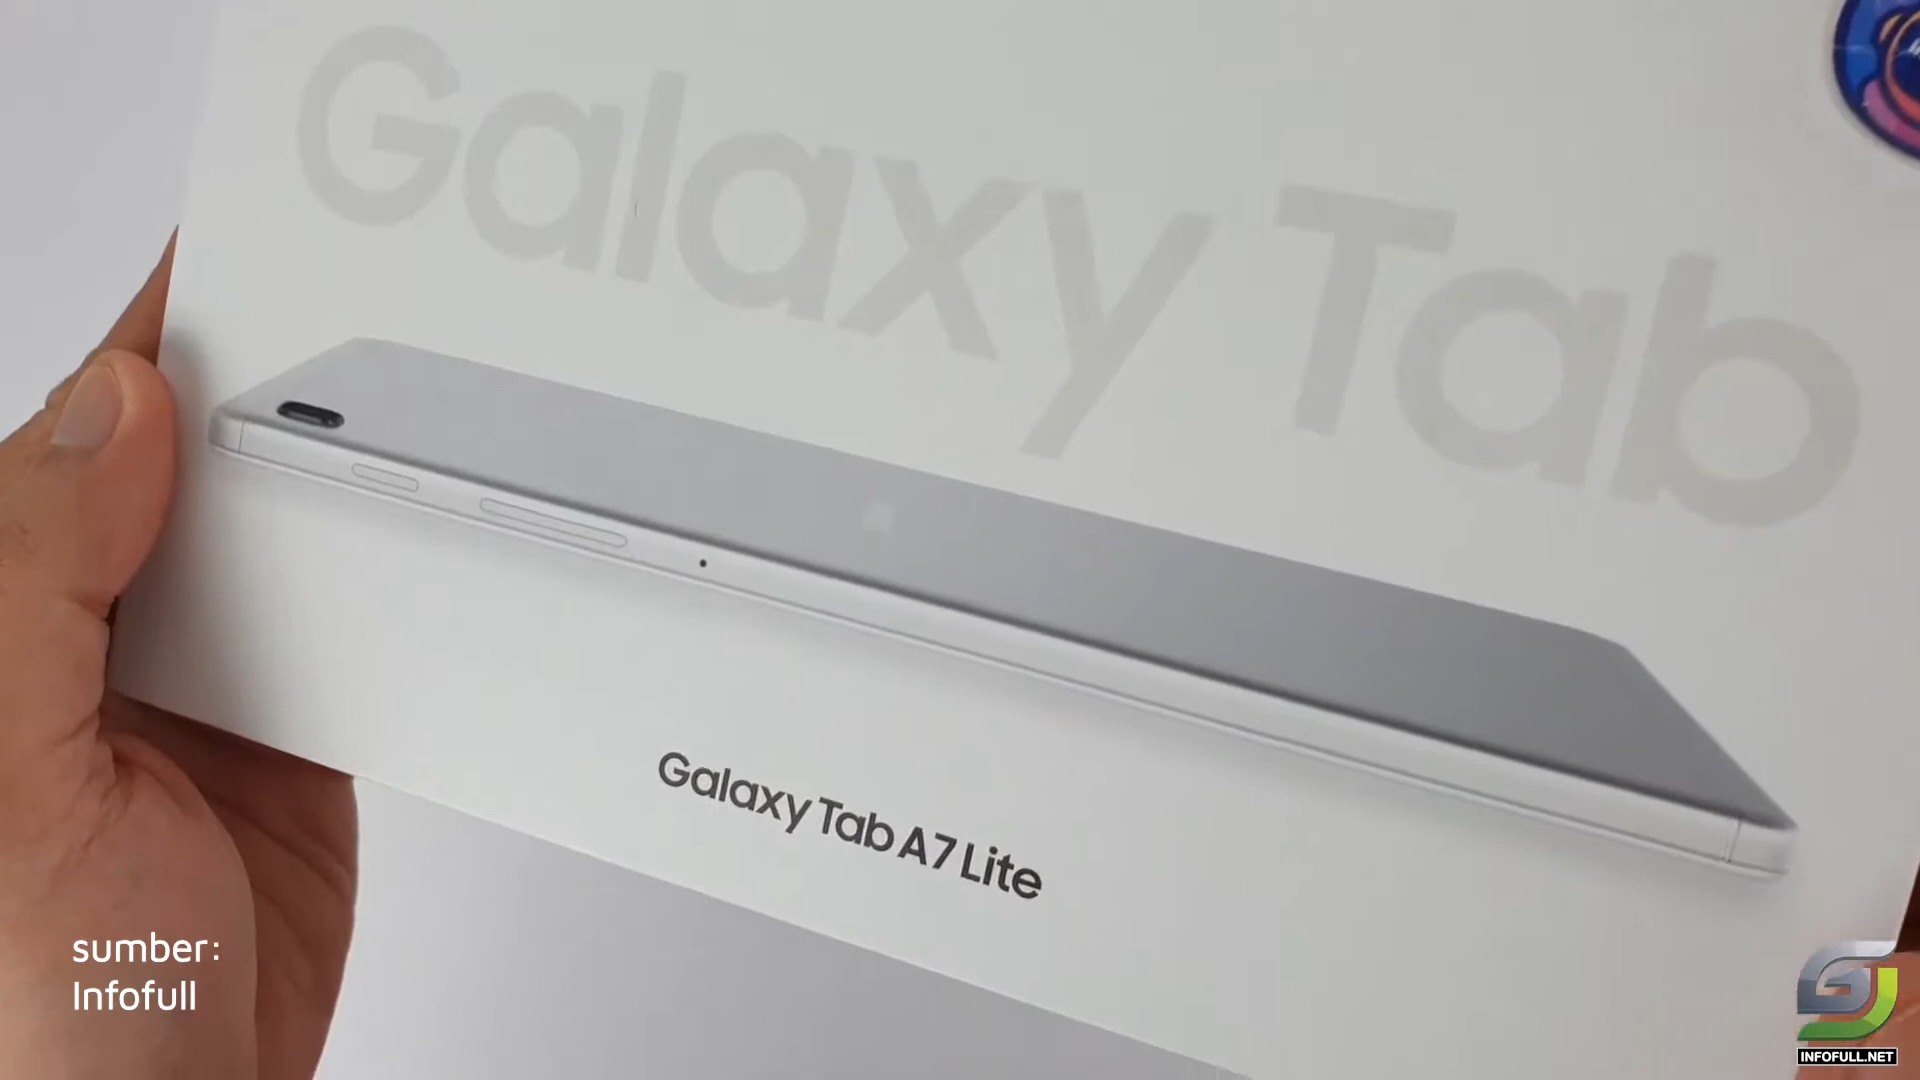 Galaxy Tab
Galaxy Tab A7 Lite
sumber:
Infofull
INFOFULL.NET